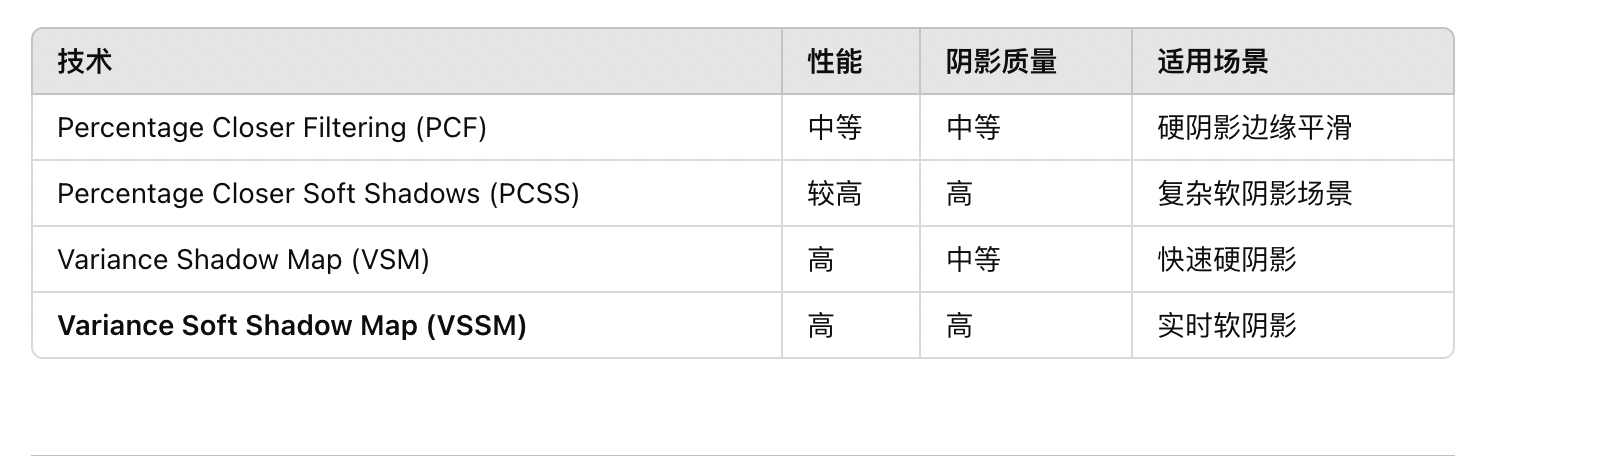 技术 性能 阴影质量 适用场景
Percentage Closer Filtering (PCF) 中等 中等 硬阴影边缘平滑
Percentage Closer Soft Shadows (PCSS) 较高 高 复杂软阴影场景
Variance Shadow Map (VSM) 高 中等 快速硬阴影
Variance Soft Shadow Map (VSSM) 高 高 实时软阴影